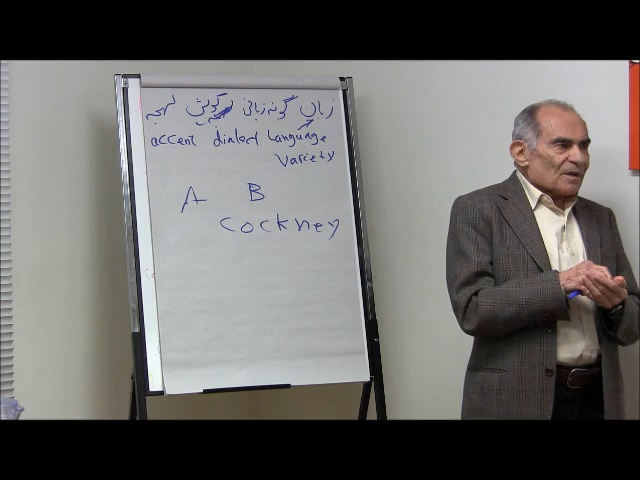 زبان گونه زبانی گویش لهجه
accent dialect Language
Variety
A B
Cockney